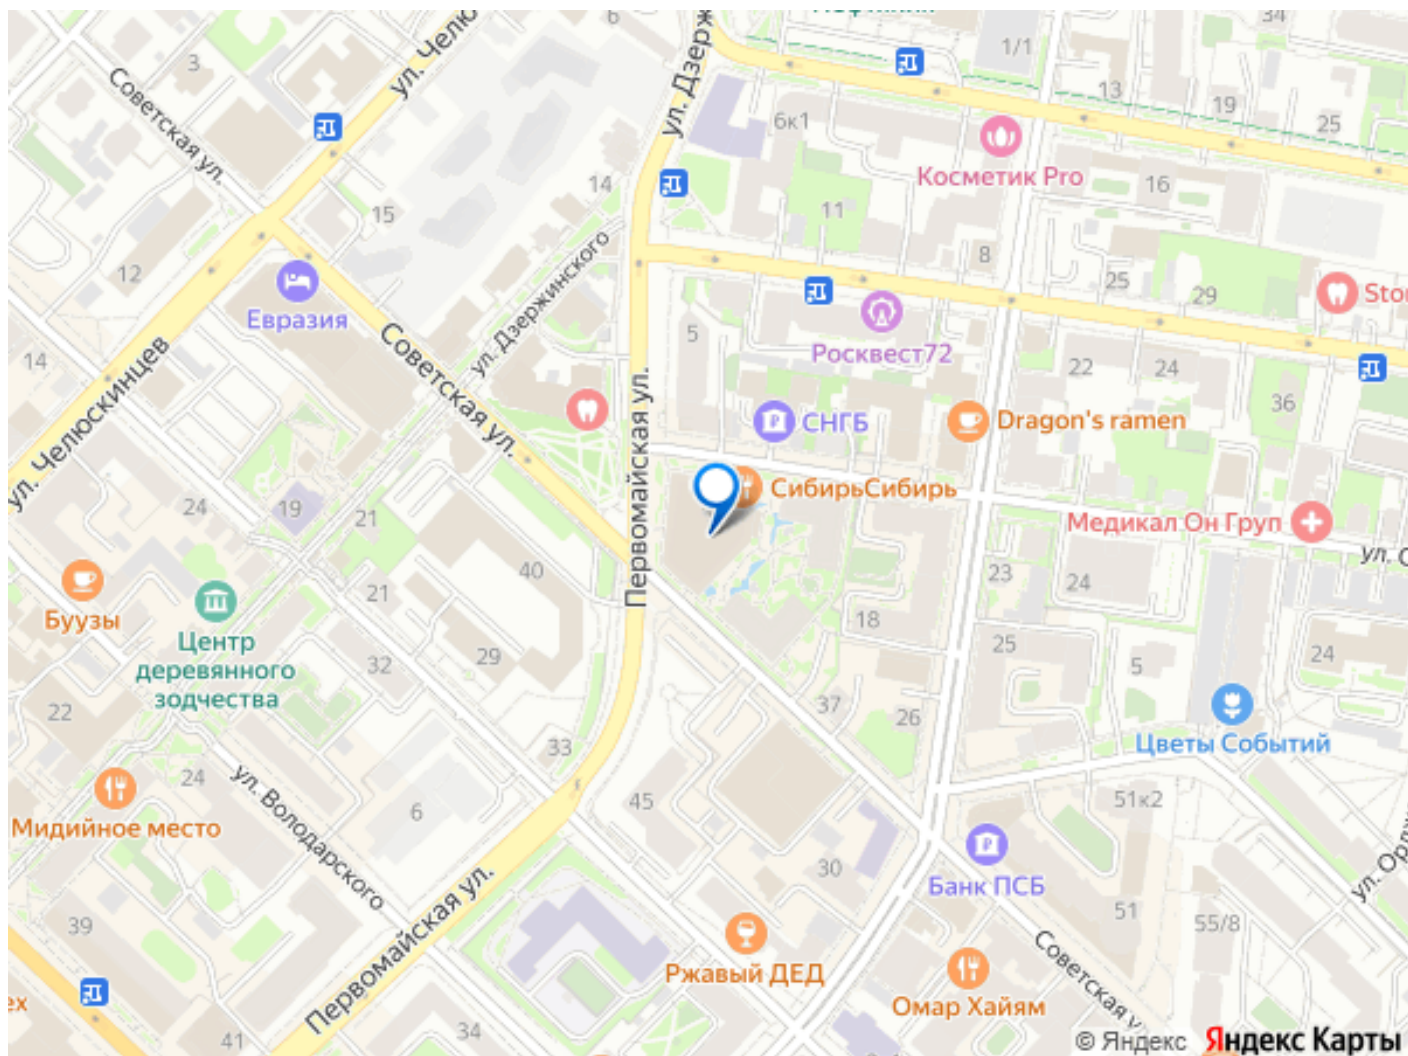 6
34
1/1
3
ул. Челю
ул. Дзерж
Советская ул.
13
19
25
6к1
Косметик Pro
16
14
15
11
12
8
25
29
ул. Дзержинского
Евразия
5
Росквест72
14
ул. Челюскинцев
Советская ул.
22
24
36
Первомайская ул.
СНГБ
Dragon's ramen
СибирьСибирь
24
19
21
Медикал Он Груп
ул. С
40
23
24
Буузы
21
18
Центр
деревянного
зодчества
32
29
25
5
24
22
37
26
33
Цветы Событий
24
ул. Володарского
6
45
51к2
Мидийное место
30
Банк ПСБ
Первомайская ул.
51
55/8
39
Ржавый ДЕД
Омар Хайям
Советская у
ех
41
34
© Яндекс Яндекс Карты